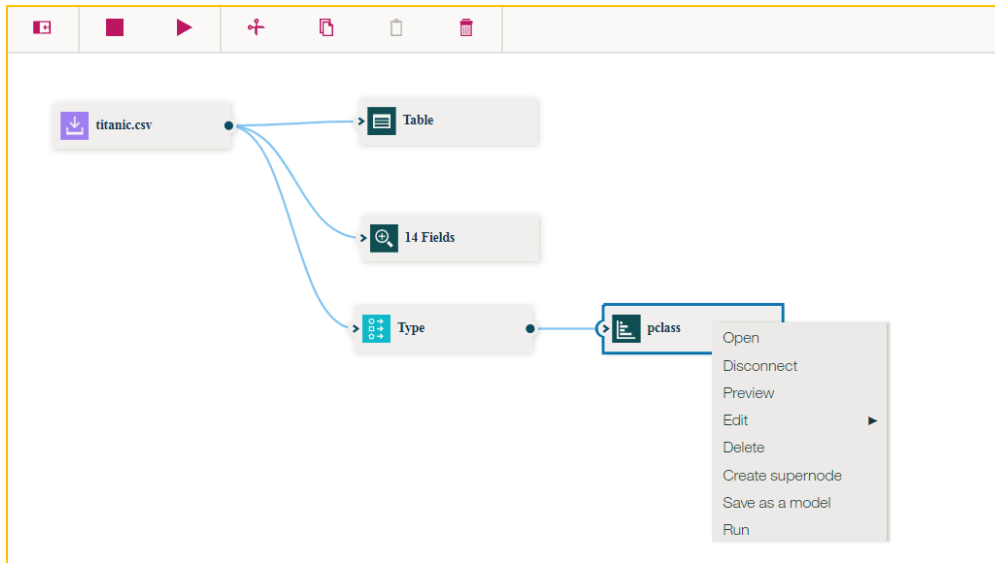 titanic.csv
Table
14 Fields
Type
pclass
Open
Disconnect
Preview
Edit
Delete
Create supernode
Save as a model
Run